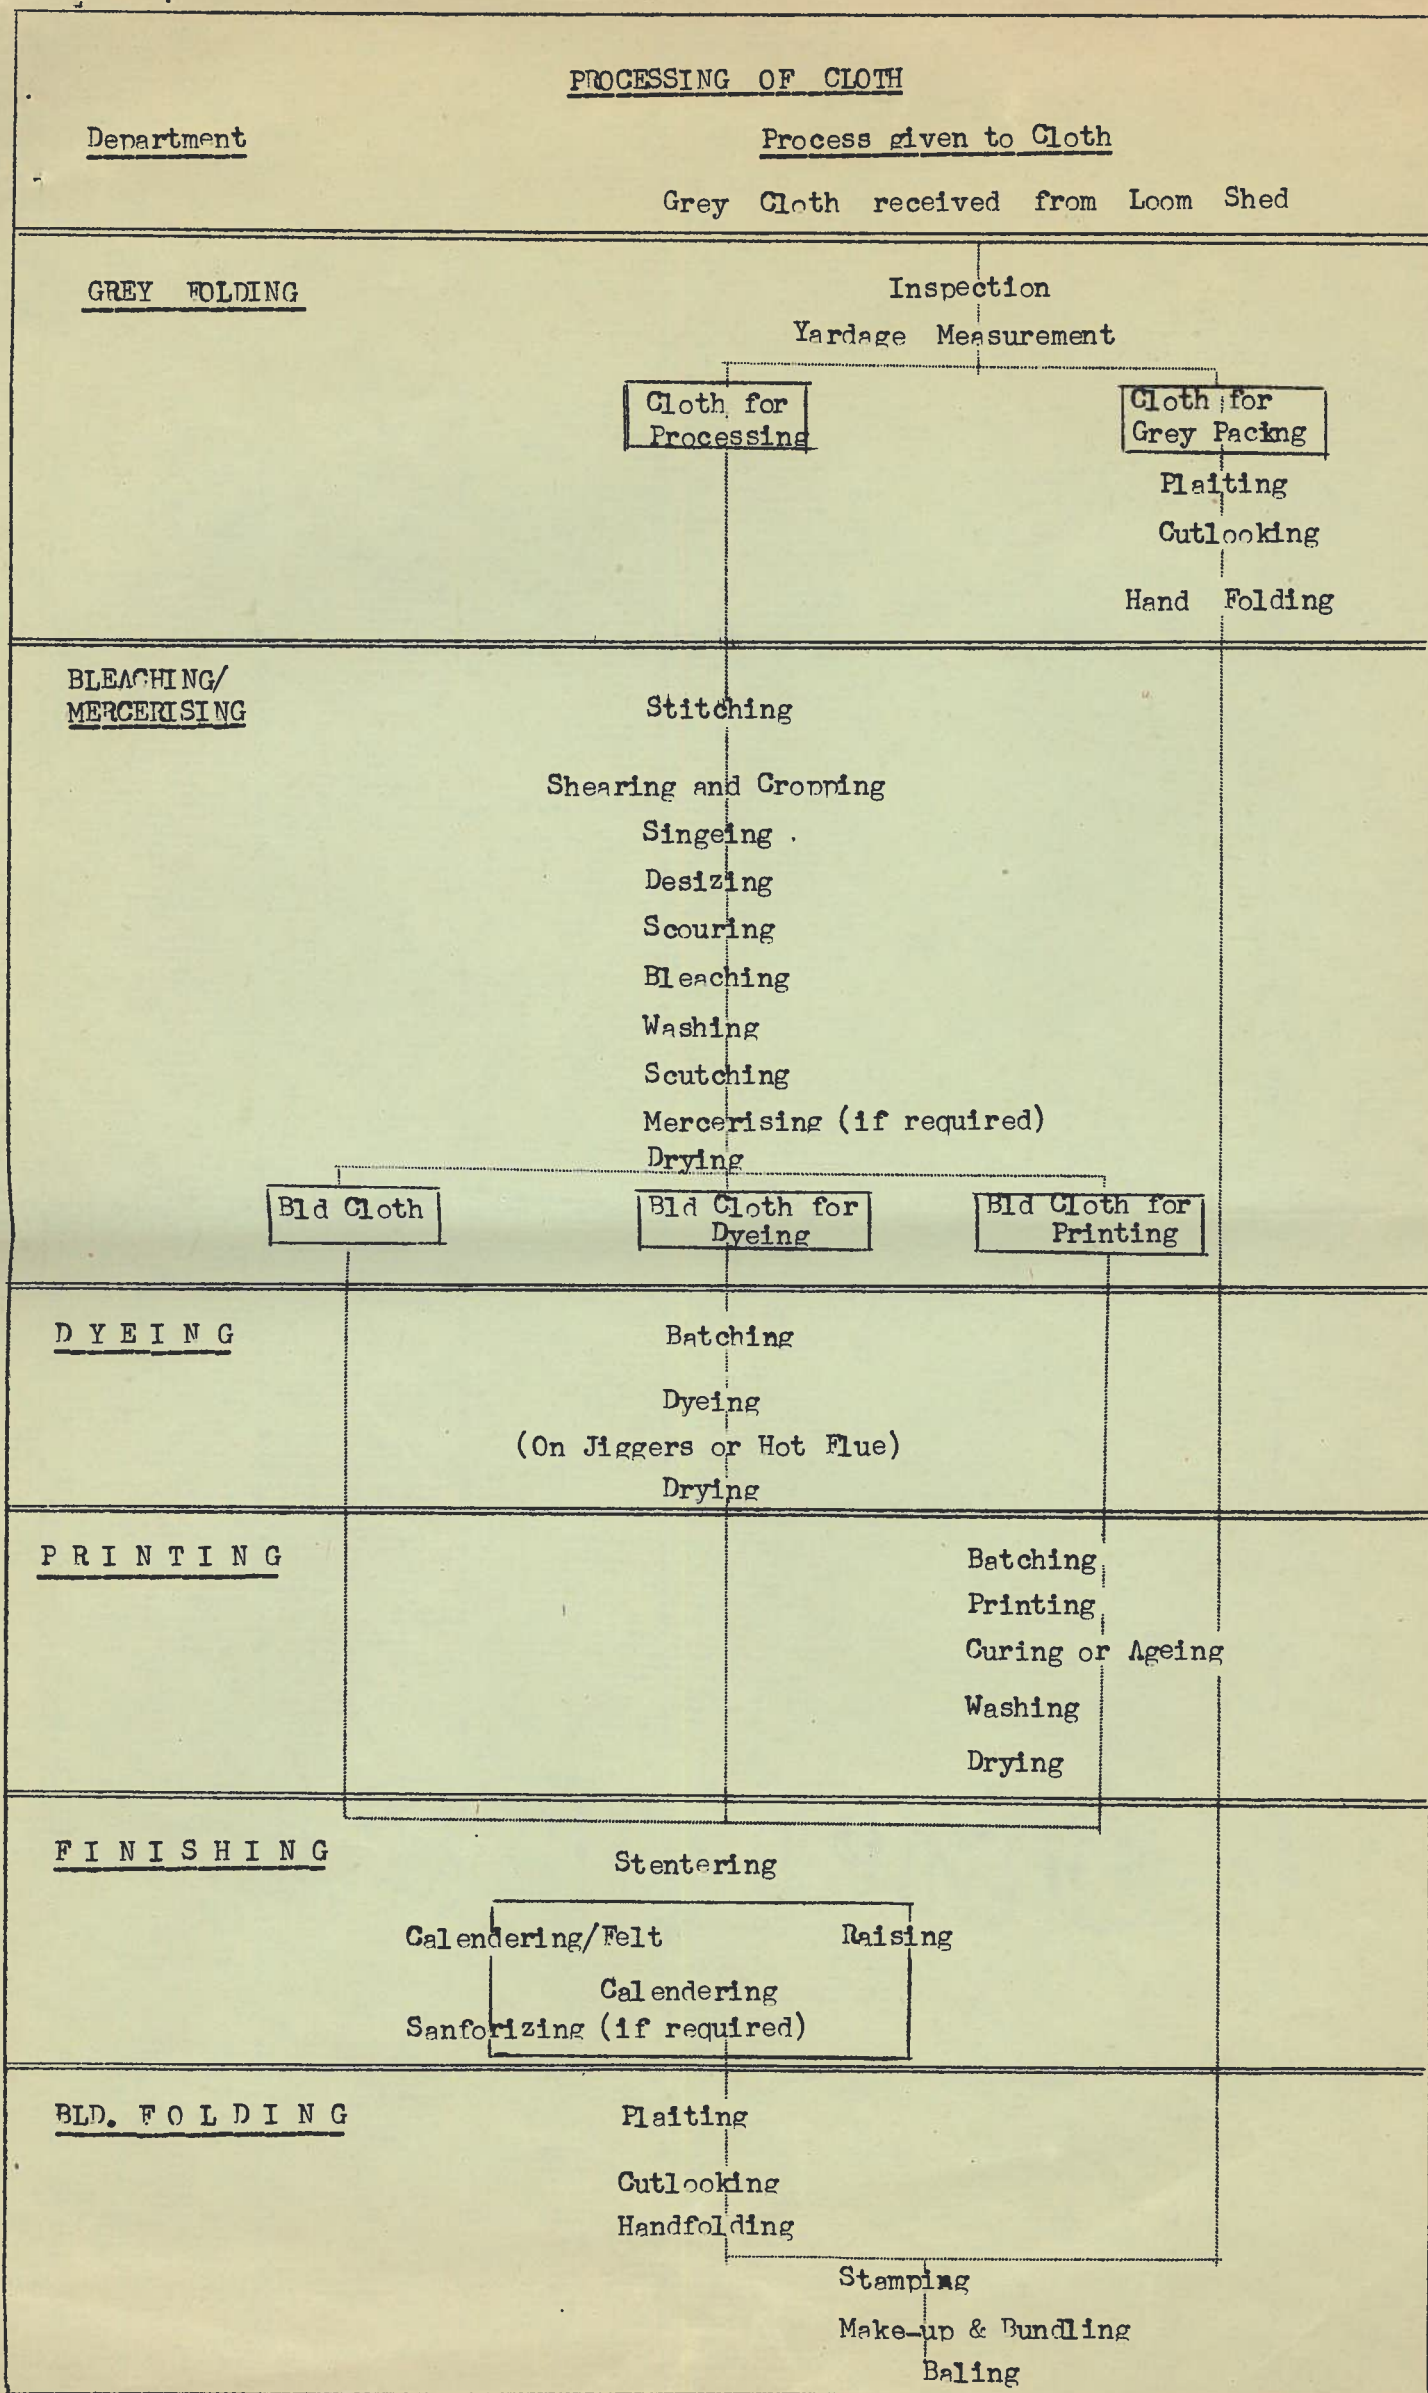 PROCESSING OF CLOTH
Department
Process given to Cloth
Grey Cloth received from Loom Shed
GREY FOLDING
Inspection
Yardage Measurement
Cloth for
Processing
Cloth for
Grey Packng
Plaiting
Cutlooking
Hand Folding
BLEACHING/
MERCERISING
Stitching
Shearing and Cropping
Singeing
Desizing
Scouring
Bleaching
Washing
Scutching
Mercerising (if required)
Drying
Bld Cloth
Bld Cloth for
Dyeing
Bld Cloth for
Printing
D Y E I N G
Batching
Dyeing
(On Jiggers or Hot Flue)
Drying
P R I N T I N G
Batching
Printing
Curing or Ageing
Washing
Drying
F I N I S H I N G
Stentering
Calendering/Felt Raising
Calendering
Sanforizing (if required)
BLD. F O L D I N G
Plaiting
Cutlooking
Handfolding
Stamping
Make-up & Bundling
Baling